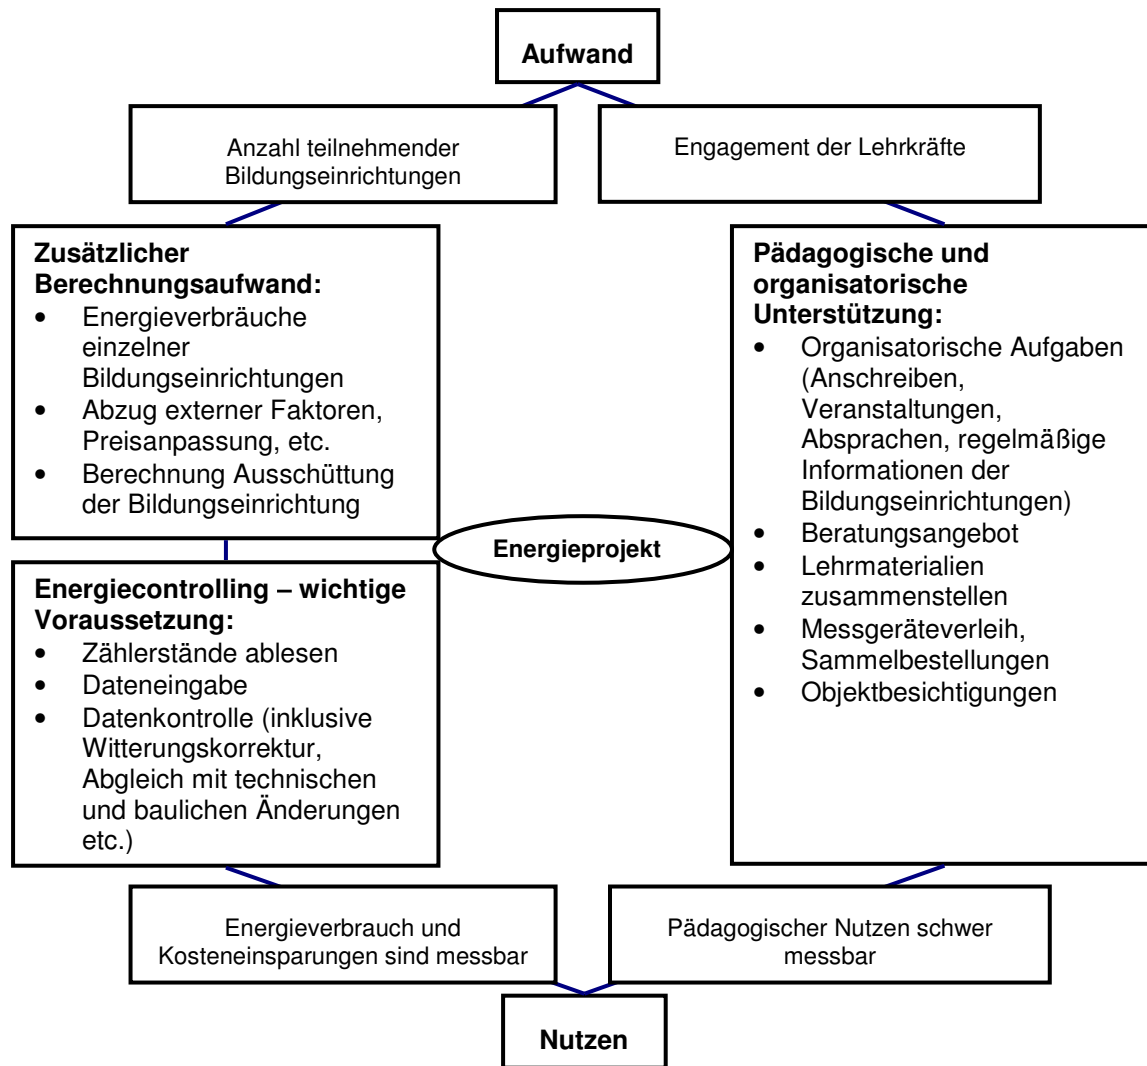 Aufwand
Anzahl teilnehmender
Bildungseinrichtungen
Engagement der Lehrkräfte
Zusätzlicher
Berechnungsaufwand:
• Energieverbräuche
einzelner
Bildungseinrichtungen
• Abzug externer Faktoren,
Preisanpassung, etc.
• Berechnung Ausschüttung
der Bildungseinrichtung
Energiecontrolling – wichtige
Voraussetzung:
• Zählerstände ablesen
• Dateneingabe
• Datenkontrolle (inklusive
Witterungskorrektur,
Abgleich mit technischen
und baulichen Änderungen
etc.)
Energieprojekt
Pädagogische und
organisatorische
Unterstützung:
• Organisatorische Aufgaben
(Anschreiben,
Veranstaltungen,
Absprachen, regelmäßige
Informationen der
Bildungseinrichtungen)
• Beratungsangebot
• Lehrmaterialien
zusammenstellen
• Messgeräteverleih,
Sammelbestellungen
• Objektbesichtigungen
Energieverbrauch und
Kosteneinsparungen sind messbar
Pädagogischer Nutzen schwer
messbar
Nutzen